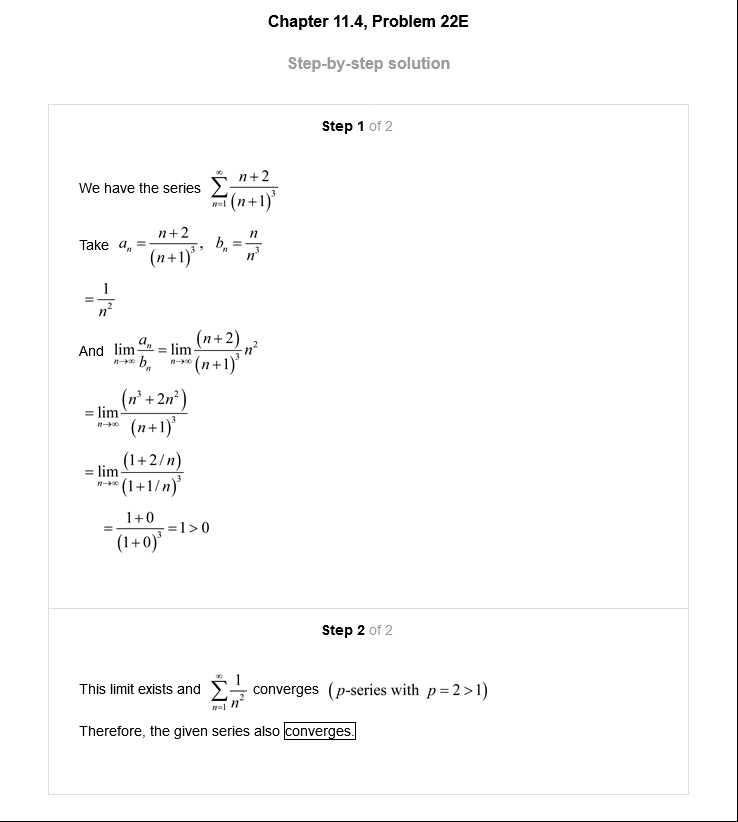 Chapter 11.4, Problem 22E
Step-by-step solution
Step 1 of 2
We have the series \sum_{n=1}^{\infty} \frac{n+2}{(n+1)^3}
Take a_n = \frac{n+2}{(n+1)^3}, b_n = \frac{n}{n^3}
= \frac{1}{n^2}
And \lim_{n \to \infty} \frac{a_n}{b_n} = \lim_{n \to \infty} \frac{(n+2)}{(n+1)^3} n^2
= \lim_{n \to \infty} \frac{(n^3+2n^2)}{(n+1)^3}
= \lim_{n \to \infty} \frac{(1+2/n)}{(1+1/n)^3}
= \frac{1+0}{(1+0)^3} = 1 > 0
Step 2 of 2
This limit exists and \sum_{n=1}^{\infty} \frac{1}{n^2} converges (p-series with p = 2 > 1)
Therefore, the given series also converges.